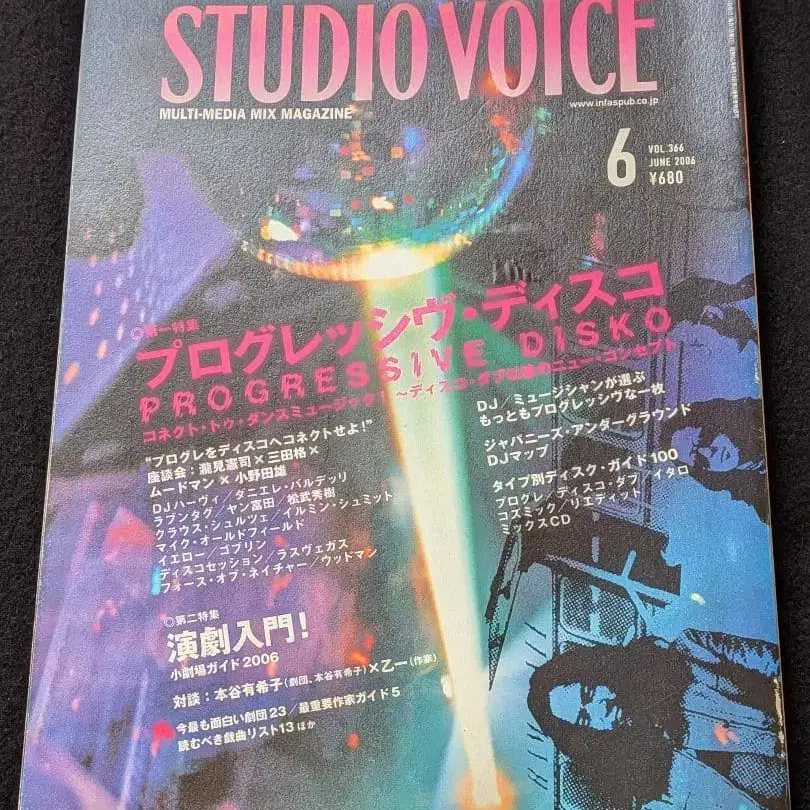 STUDIO VOICE
MULTI-MEDIA MIX MAGAZINE
www.infaspub.co.jp
6
VOL.366
JUNE 2006
¥680
◎第一特集
プログレッシヴ・ディスコ
PROGRESSIVE DISKO
コネクト・トゥ・ダンスミュージック! 〜ディスコ・ダブ以降のニュー・コンセプト
"プログレをディスコへコネクトせよ!"
座談会:瀧見憲司×三田格×
ムードマン×小野田雄
DJハーヴィ/ダニエレ・バルデッリ
ラブンタグ/ヤン富田/松武秀樹
クラウス・シュルツェ/イルミン・シュミット
マイク・オールドフィールド
イエロー/ゴブリン
ディスコセッション/ラスヴェガス
フォース・オブ・ネイチャー/ウッドマン
DJ/ミュージシャンが選ぶ
もっともプログレッシヴな一枚
ジャパニーズ・アンダーグラウンド
DJマップ
タイプ別ディスク・ガイド100
プログレ/ディスコ・ダブ/イタロ
コズミック/リエディット
ミックスCD
◎第二特集
演劇入門!
小劇場ガイド2006
対談:本谷有希子(劇団、本谷有希子)×乙一(作家)
今最も面白い劇団23/最重要作家ガイド5
読むべき戯曲リスト13 ほか